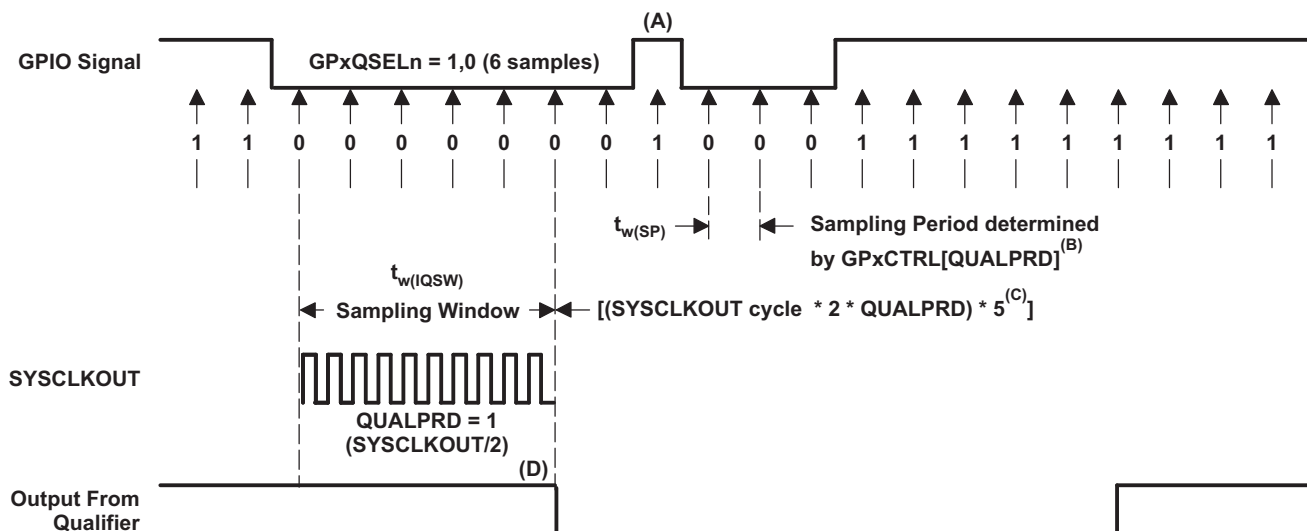 (A)
GPIO Signal
GPxQSELn = 1,0 (6 samples)
1 1 0 0 0 0 0 0 0 1 0 0 0 1 1 1 1 1 1 1 1 1
tw(SP)
Sampling Period determined
by GPxCTRL[QUALPRD](B)
tw(IQSW)
Sampling Window
[(SYSCLKOUT cycle * 2 * QUALPRD) * 5(C)]
SYSCLKOUT
QUALPRD = 1
(SYSCLKOUT/2)
(D)
Output From
Qualifier